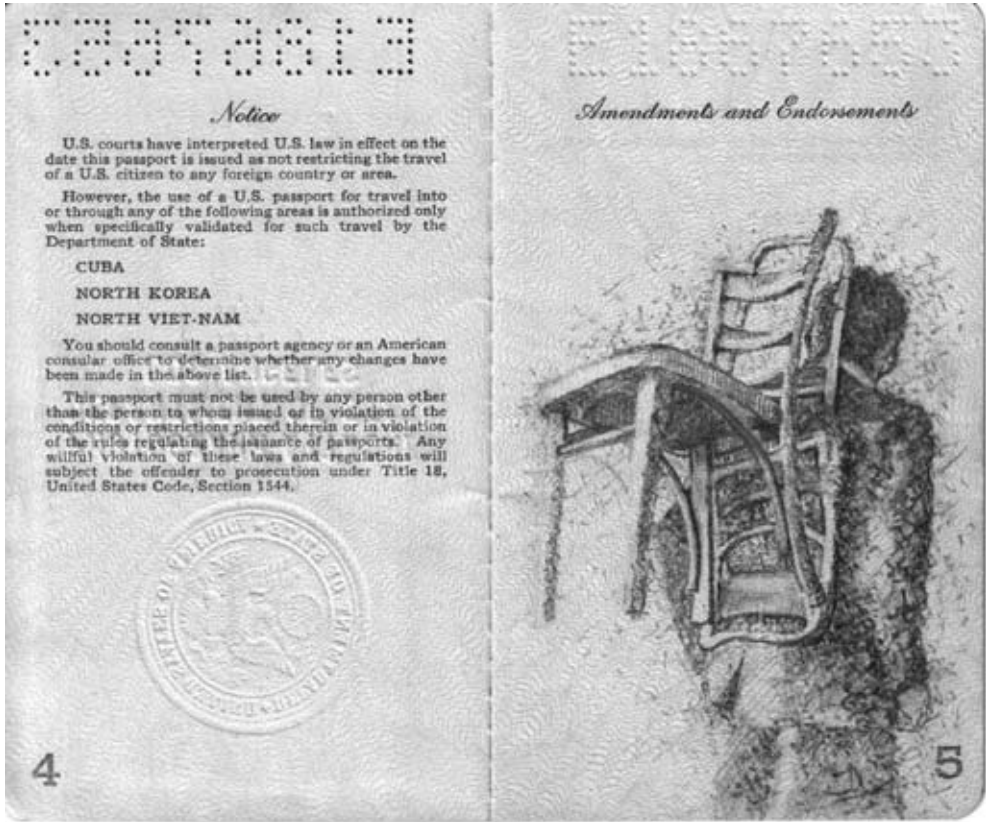 Notice
U.S. courts have interpreted U.S. law in effect on the
date this passport is issued as not restricting the travel
of a U.S. citizen to any foreign country or area.
However, the use of a U.S. passport for travel into
or through any of the following areas is authorized only
when specifically validated for such travel by the
Department of State:
CUBA
NORTH KOREA
NORTH VIET-NAM
You should consult a passport agency or an American
consular office to determine whether any changes have
been made in the above list.
This passport must not be used by any person other
than the person to whom issued or in violation of the
conditions or restrictions placed therein or in violation
of the rules regulating the issuance of passports. Any
willful violation of these laws and regulations will
subject the offender to prosecution under Title 18,
United States Code, Section 1544.
4
Amendments and Endorsements
5